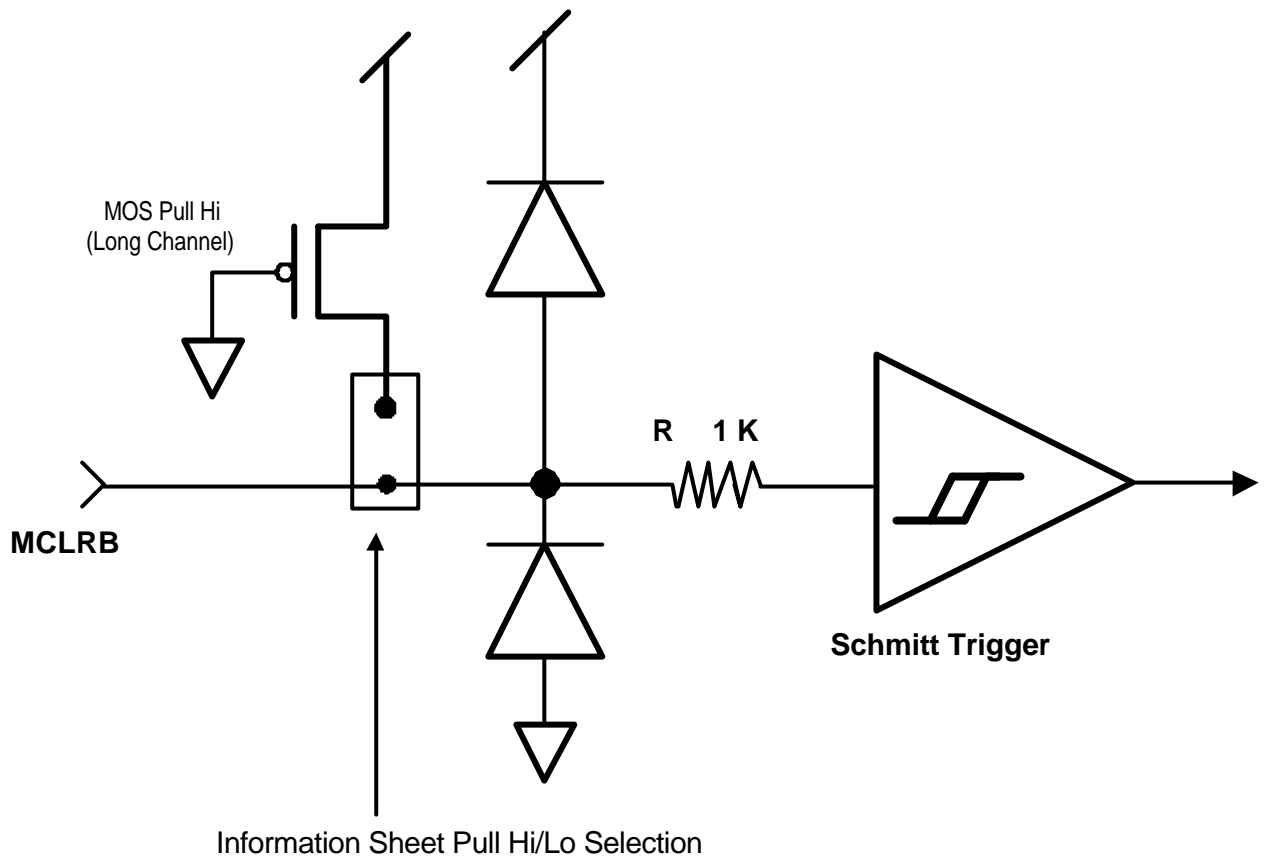 MOS Pull Hi
(Long Channel)
R 1 K
MCLRB
Schmitt Trigger
Information Sheet Pull Hi/Lo Selection